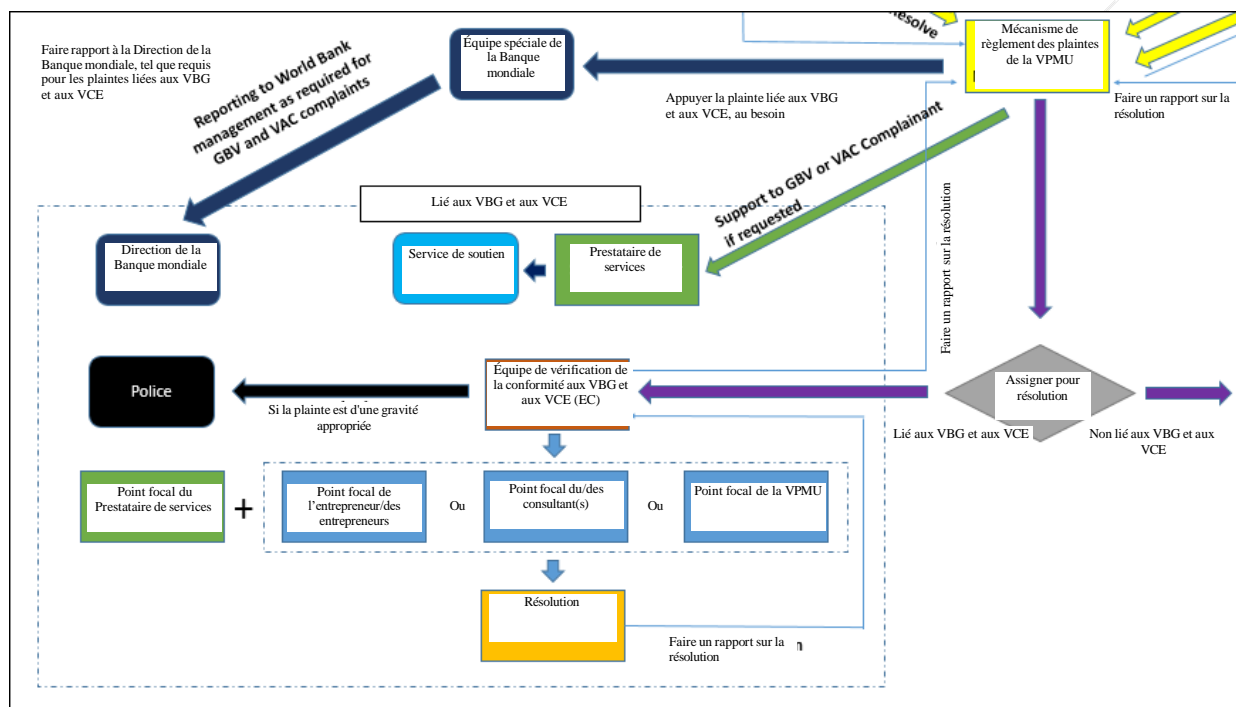 Resolve
Faire rapport à la Direction de la
Banque mondiale, tel que requis
pour les plaintes liées aux VBG
et aux VCE
Équipe spéciale de
la Banque
mondiale
Mécanisme de
règlement des plaintes
de la VPMU
Reporting to World Bank
management as required for
GBV and VAC complaints
Appuyer la plainte liée aux VBG
et aux VCE, au besoin
Faire un rapport sur la
résolution
Support to GBV or VAC Complainant
if requested
Lié aux VBG et aux VCE
Direction de la
Banque mondiale
Service de soutien
Prestataire de
services
Faire un rapport sur la résolution
Police
Si la plainte est d'une gravité
appropriée
Équipe de vérification de
la conformité aux VBG et
aux VCE (EC)
Assigner pour
résolution
Lié aux VBG et aux VCE
Non lié aux VBG et aux
VCE
Point focal du
Prestataire de services
+
Point focal de
l'entrepreneur/des
entrepreneurs
Ou
Point focal du/des
consultant(s)
Ou
Point focal de la VPMU
Résolution
Faire un rapport sur la
résolution